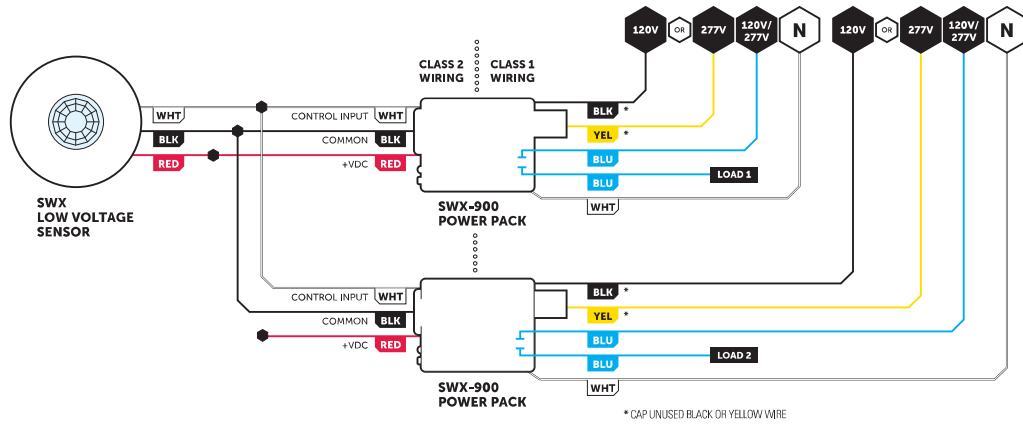 120V
OR
277V
120V/
277V
N
120V
OR
277V
120V/
277V
N
CLASS 2
WIRING
CLASS 1
WIRING
WHT
CONTROL INPUT
WHT
BLK
COMMON
BLK
RED
+VDC
RED
BLK *
YEL *
BLU
BLU
LOAD 1
WHT
SWX
LOW VOLTAGE
SENSOR
SWX-900
POWER PACK
CONTROL INPUT
WHT
COMMON
BLK
+VDC
RED
BLK *
YEL *
BLU
BLU
LOAD 2
WHT
SWX-900
POWER PACK
* CAP UNUSED BLACK OR YELLOW WIRE